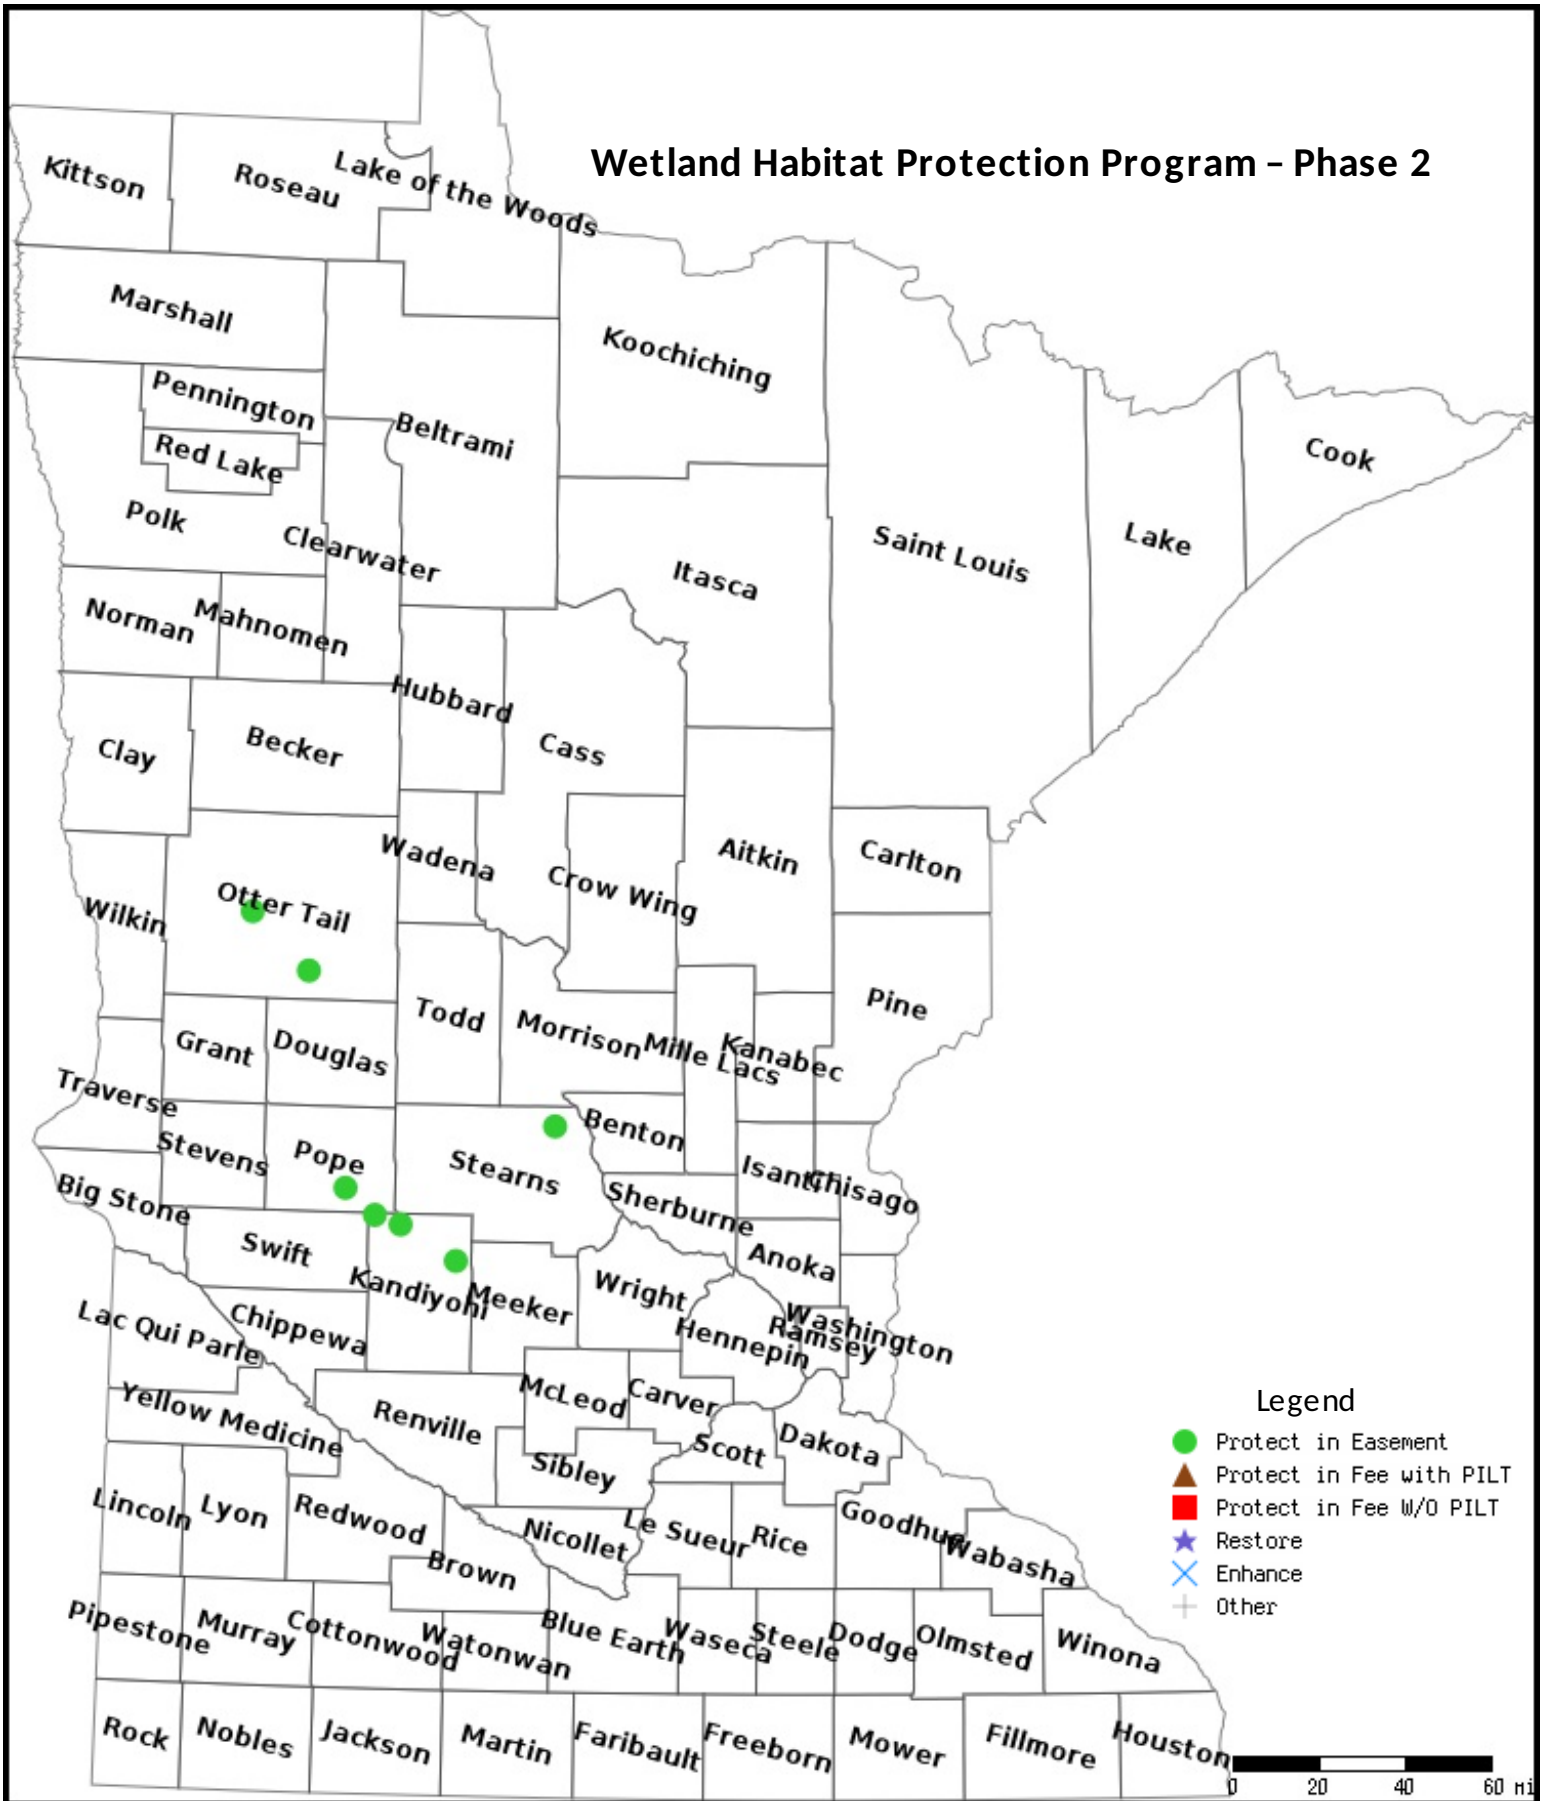 Wetland Habitat Protection Program – Phase 2
Kittson
Roseau
Lake of the Woods
Marshall
Koochiching
Pennington
Beltrami
Red Lake
Cook
Polk
Clearwater
Saint Louis
Lake
Itasca
Norman
Mahnomen
Hubbard
Clay
Becker
Cass
Wadena
Aitkin
Carlton
Crow Wing
Otter Tail
Wilkin
Pine
Todd
Morrison
Mille Lacs
Kanabec
Grant
Douglas
Traverse
Benton
Stevens
Pope
Stearns
Isanti
Chisago
Big Stone
Sherburne
Swift
Anoka
Kandiyohi
Meeker
Wright
Washington
Ramsey
Hennepin
Lac Qui Parle
Chippewa
McLeod
Carver
Yellow Medicine
Renville
Scott
Dakota
Sibley
Legend
Protect in Easement
Protect in Fee with PILT
Protect in Fee W/O PILT
Restore
Enhance
Other
Lincoln
Lyon
Redwood
Nicollet
Le Sueur
Rice
Goodhue
Wabasha
Brown
Pipestone
Murray
Cottonwood
Watonwan
Blue Earth
Waseca
Steele
Dodge
Olmsted
Winona
Rock
Nobles
Jackson
Martin
Faribault
Freeborn
Mower
Fillmore
Houston
0 20 40 60 mi